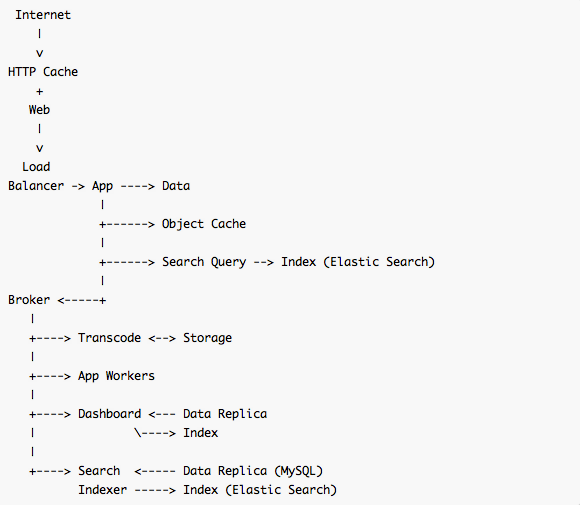 Internet
    |
    v
HTTP Cache
    +
   Web
    |
    v
  Load
Balancer -> App ----> Data
             |
             +------> Object Cache
             |
             +------> Search Query --> Index (Elastic Search)
             |
Broker <-----+
   |
   +----> Transcode <--> Storage
   |
   +----> App Workers
   |
   +----> Dashboard <--- Data Replica
   |              \----> Index
   |
   +----> Search  <----- Data Replica (MySQL)
          Indexer -----> Index (Elastic Search)